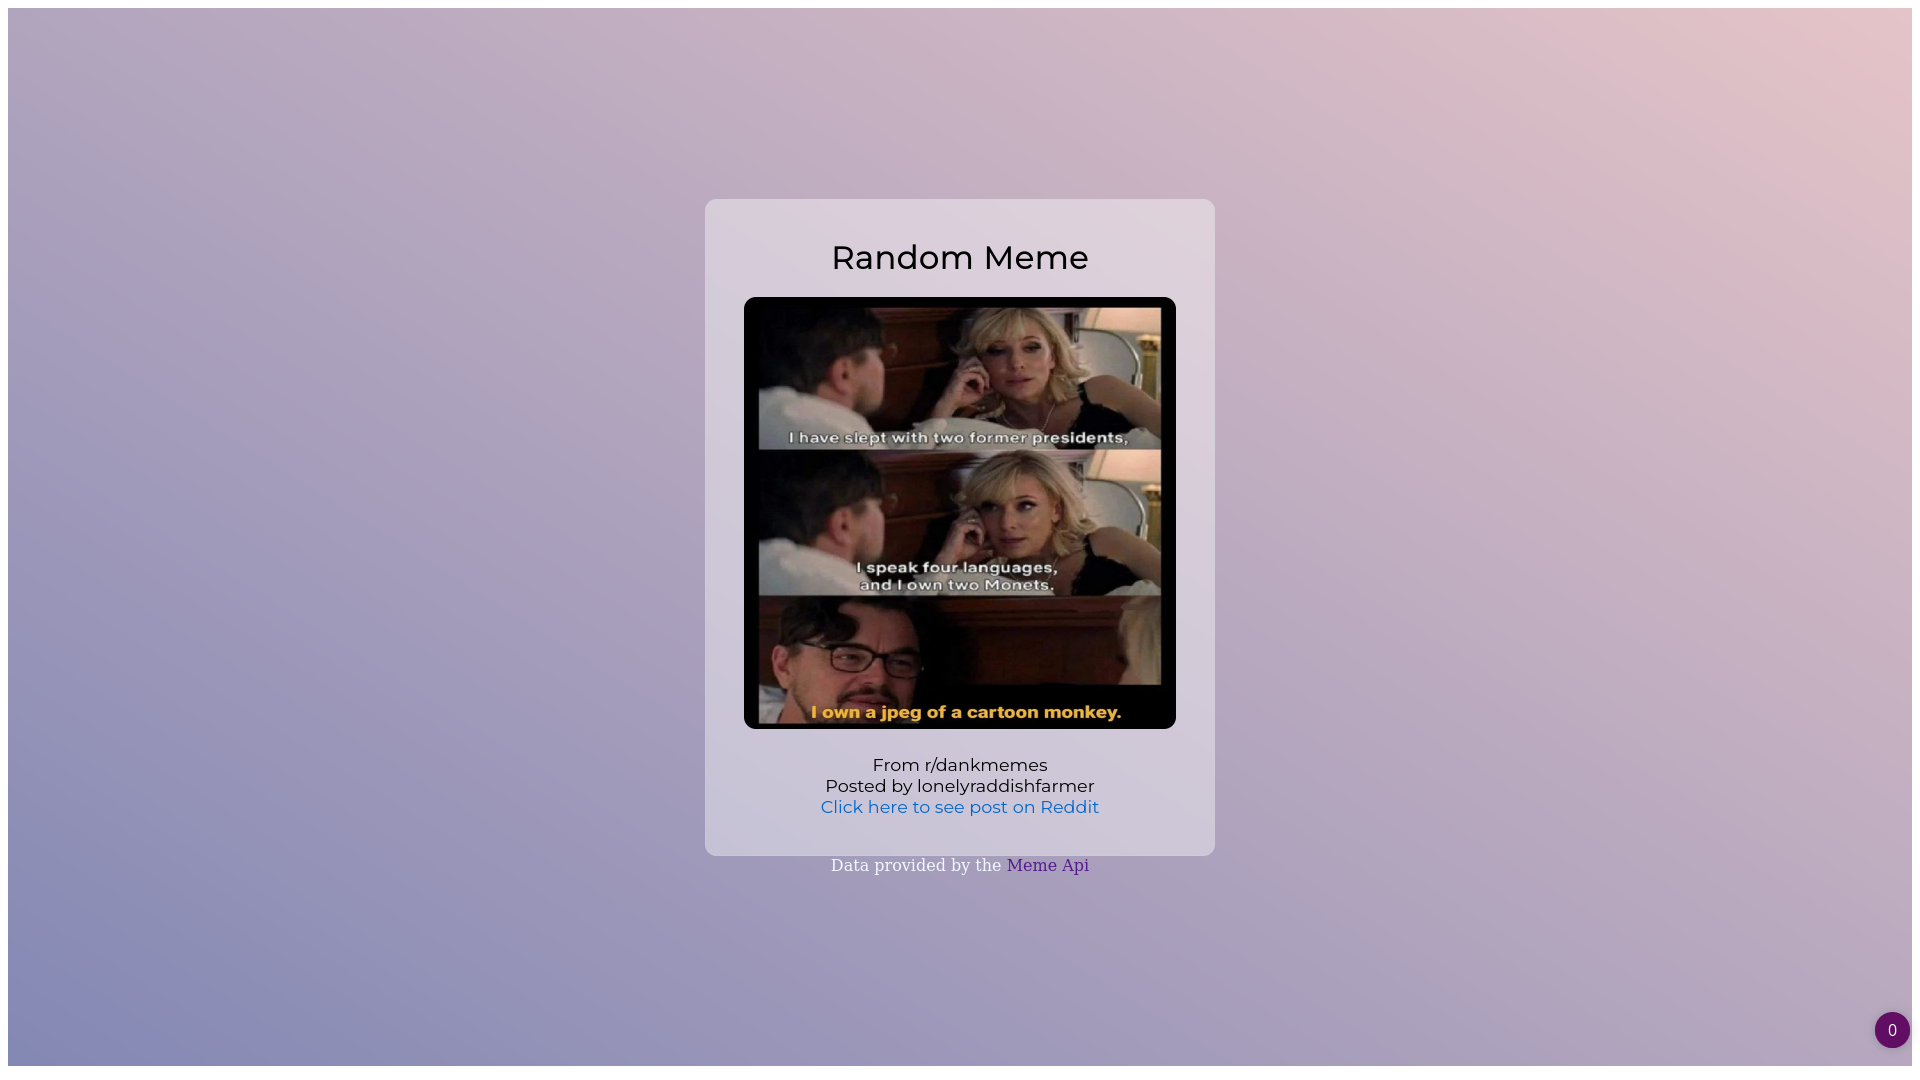 Random Meme
I have slept with two former presidents,
I speak four languages,
and I own two Monets.
I own a jpeg of a cartoon monkey.
From r/dankmemes
Posted by lonelyraddishfarmer
Click here to see post on Reddit
Data provided by the Meme Api
0